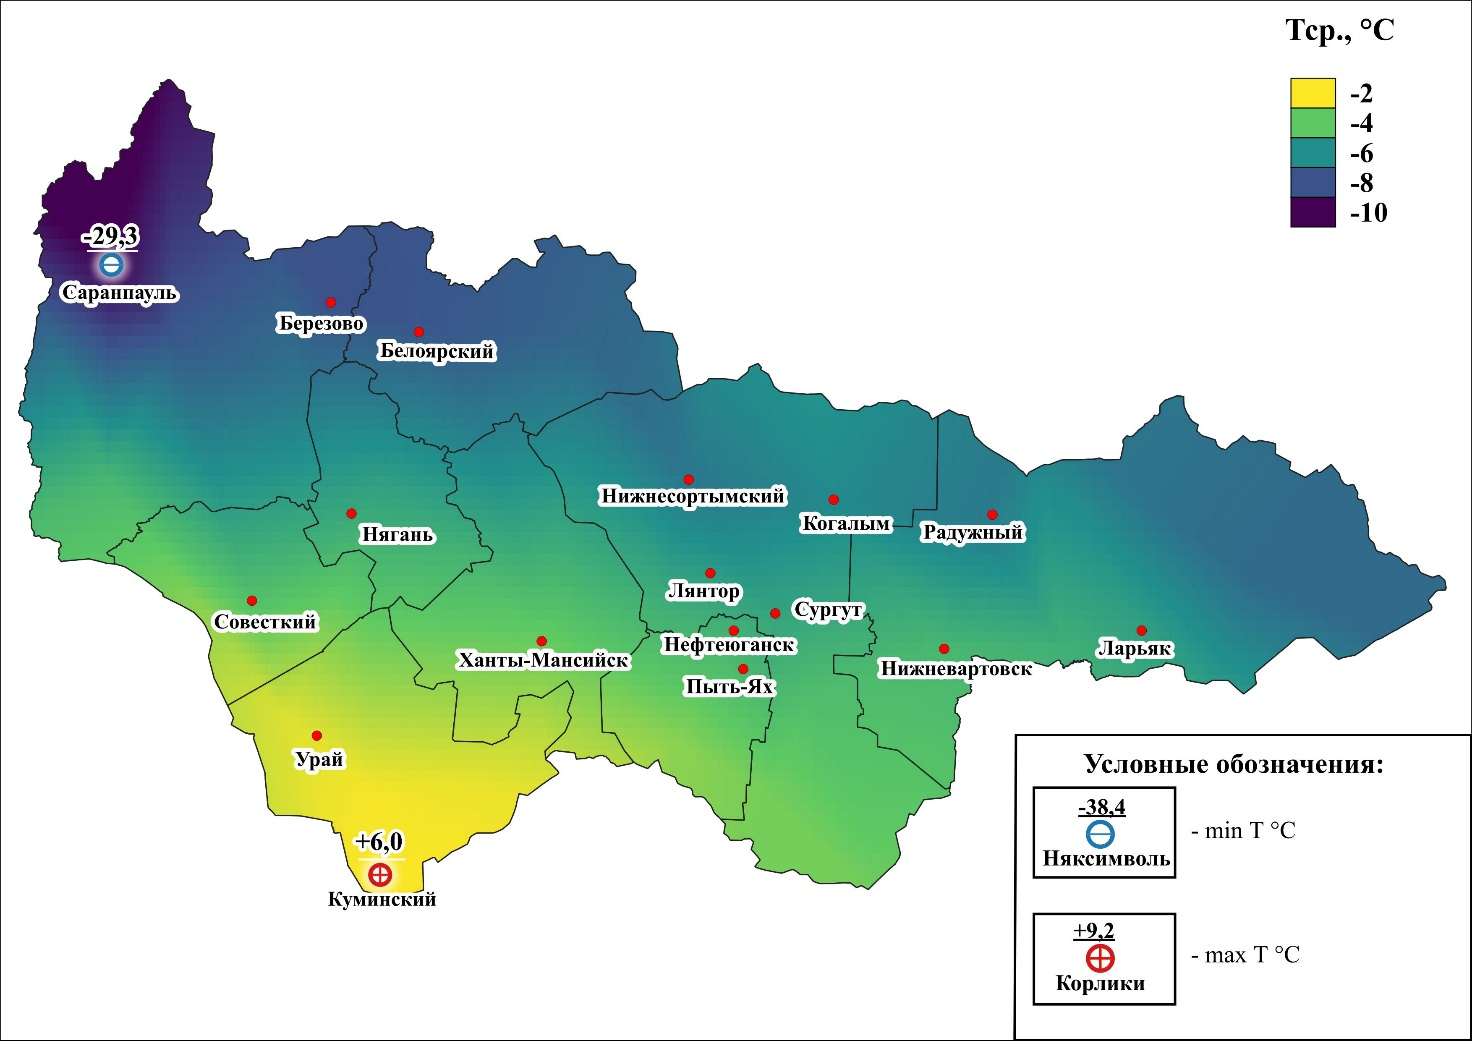 Тср., °С
-2
-4
-6
-8
-10
-29,3
Саранпауль
Березово
Белоярский
Нижнесортымский
Когалым
Радужный
Нягань
Лянтор
Сургут
Совесткий
Нефтеюганск
Ханты-Мансийск
Ларьяк
Нижневартовск
Пыть-Ях
Урай
+6,0
Куминский
Условные обозначения:
-38,4
Няксимволь
- min T °C
+9,2
Корлики
- max T °C